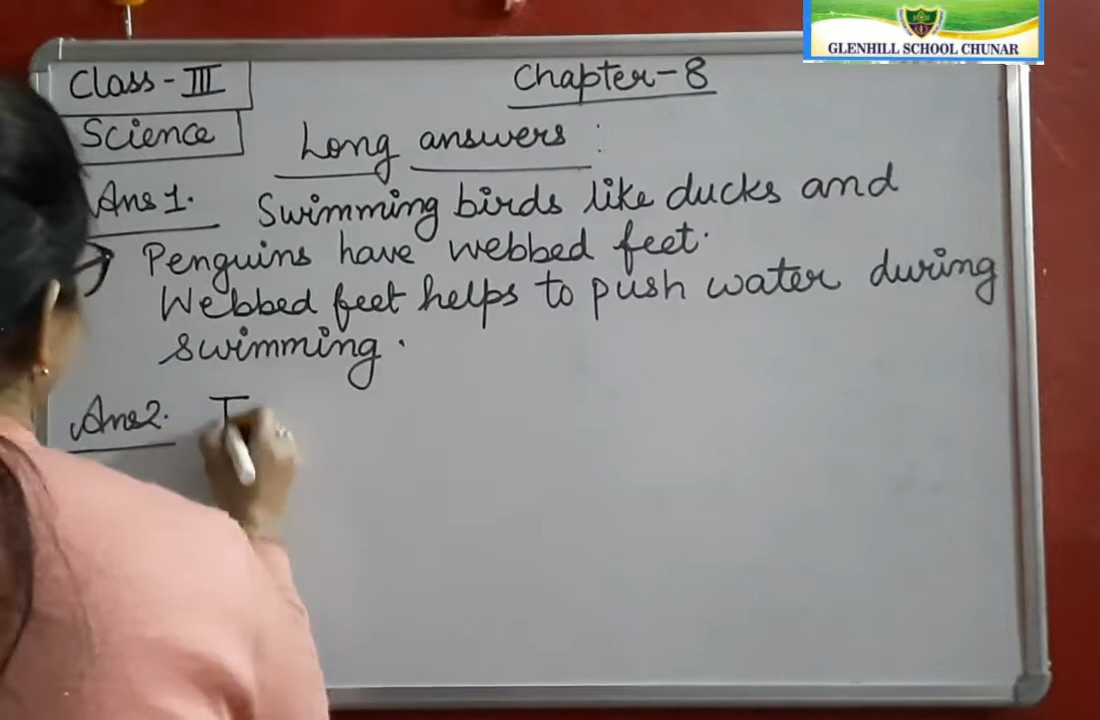 GLENHILL SCHOOL CHUNAR
Class-III
Chapter-8
Science
Long answers:
Ans 1. Swimming birds like ducks and
Penguins have webbed feet.
Webbed feet helps to push water during
swimming.
Ans 2. T